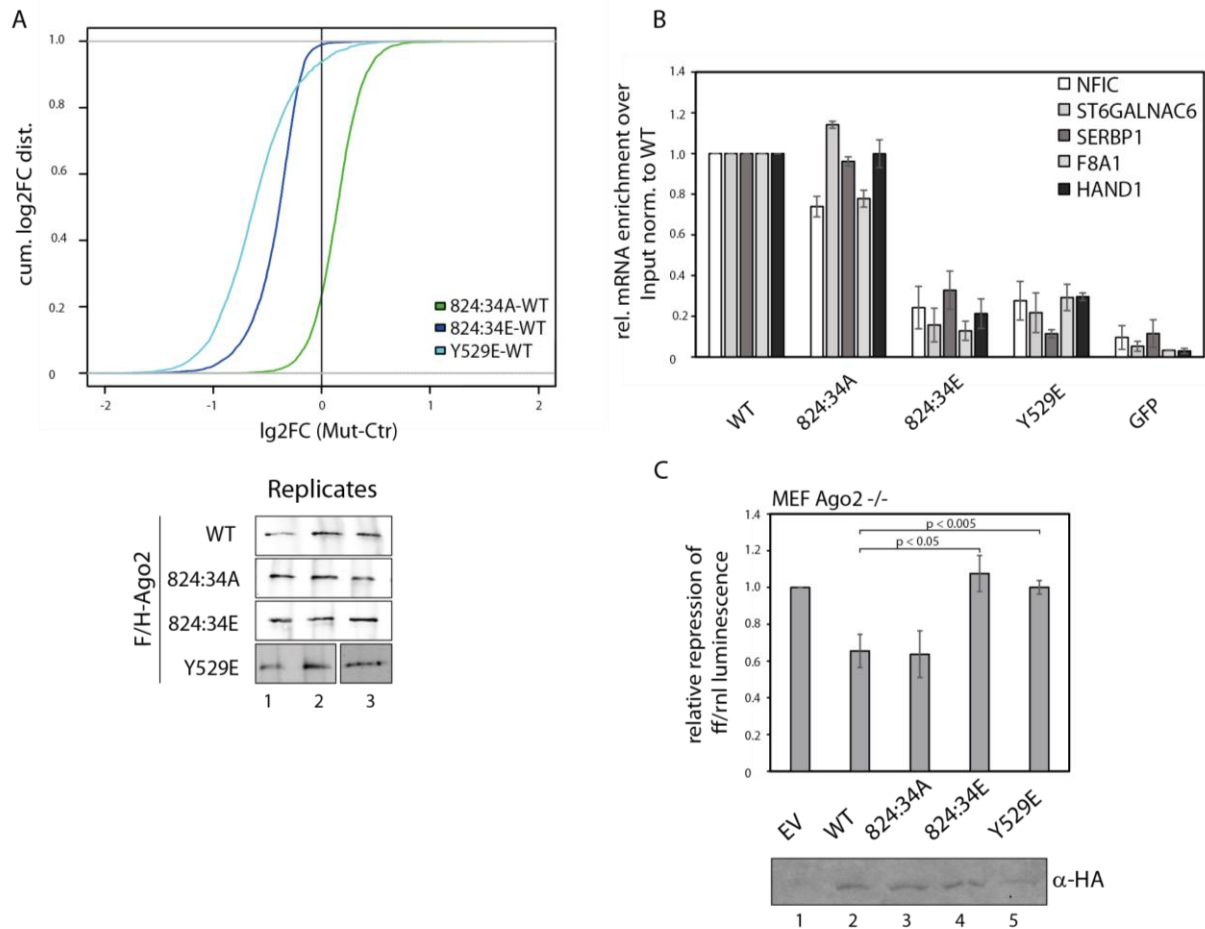 A
cum. log2FC dist.
1.0
0.8
0.6
0.4
0.2
0
824:34A-WT
824:34E-WT
Y529E-WT
-2
-1
0
1
2
lg2FC (Mut-Ctr)
Replicates
F/H-Ago2
WT
824:34A
824:34E
Y529E
1
2
3
B
rel. mRNA enrichment over
Input norm. to WT
1.4
1.2
1.0
0.8
0.6
0.4
0.2
0
NFIC
ST6GALNAC6
SERBP1
F8A1
HAND1
WT
824:34A
824:34E
Y529E
GFP
C
MEF Ago2 -/-
relative repression of
ff/rnl luminescence
1.4
1.2
1.0
0.8
0.6
0.4
0.2
0
p < 0.005
p < 0.05
EV
WT
824:34A
824:34E
Y529E
α-HA
1
2
3
4
5